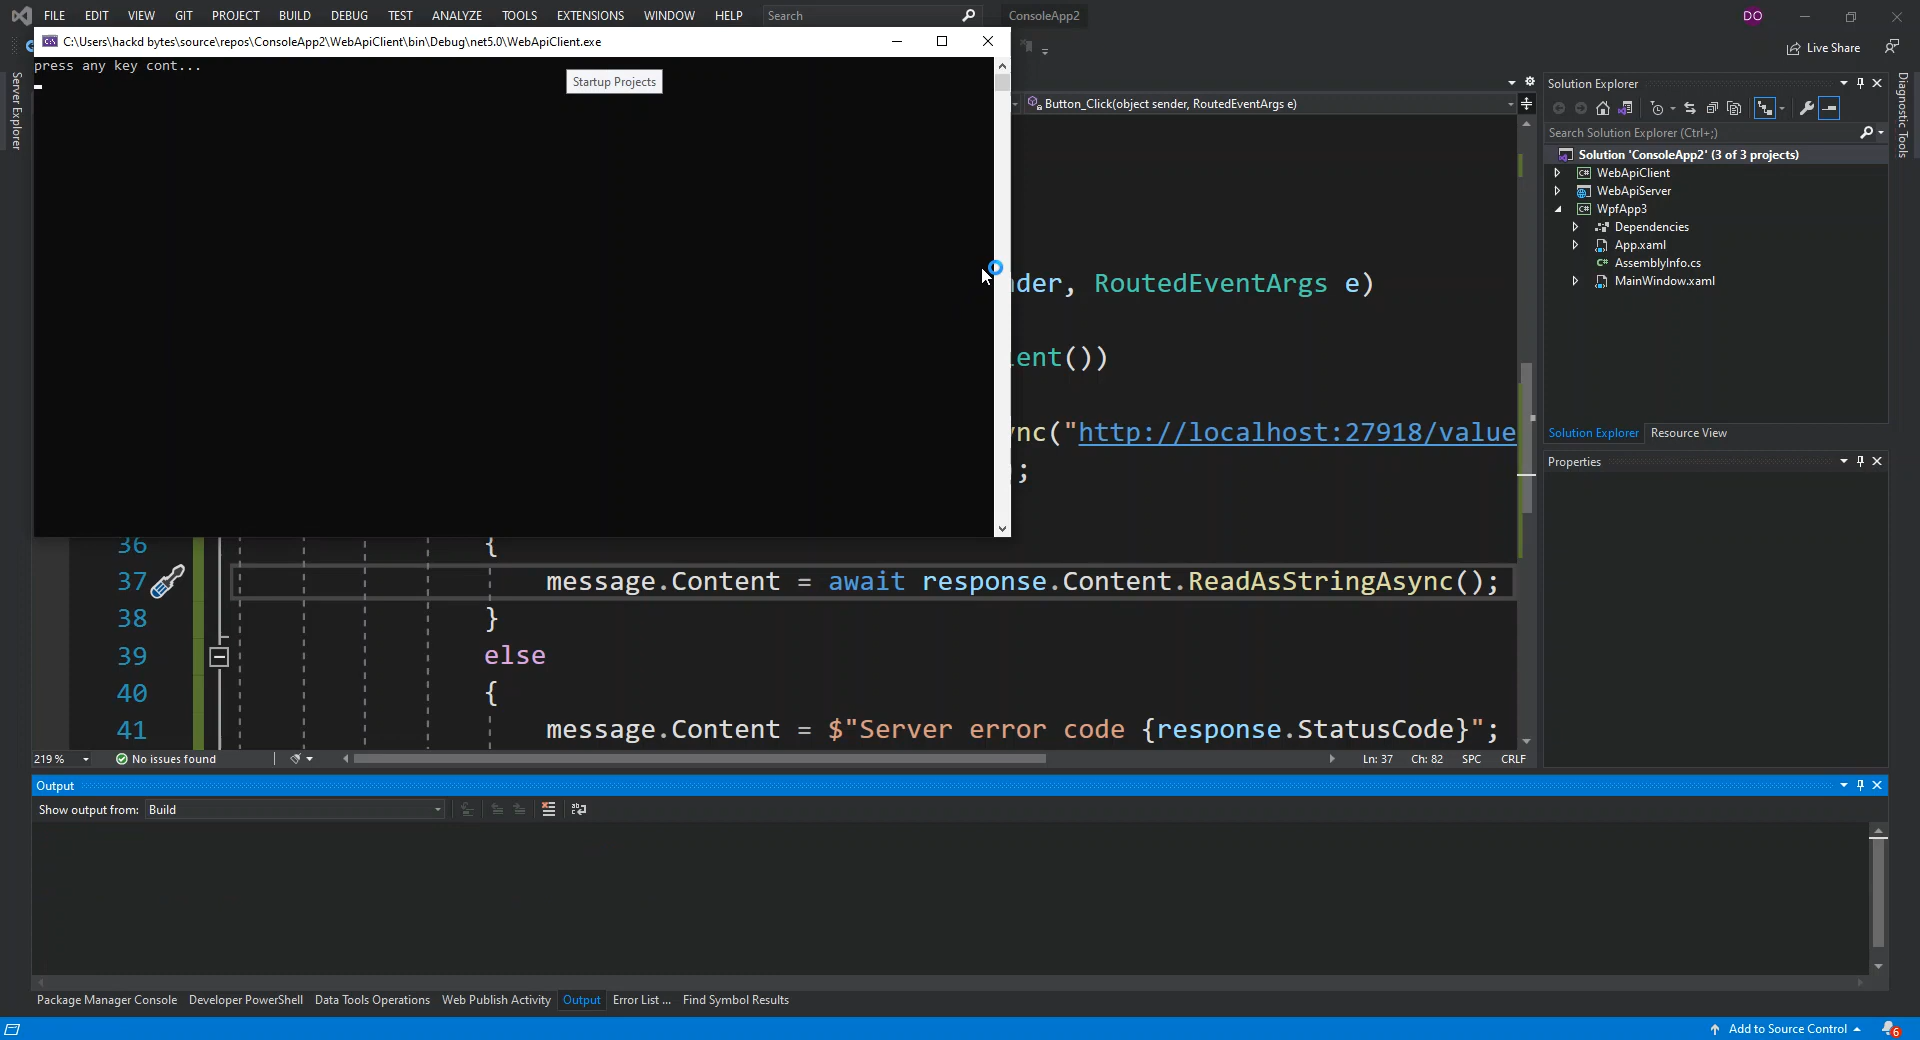 FILE EDIT VIEW GIT PROJECT BUILD DEBUG TEST ANALYZE TOOLS EXTENSIONS WINDOW HELP Search ConsoleApp2 DO
C:\Users\hackd bytes\source\repos\ConsoleApp2\WebApiClient\bin\Debug\net5.0\WebApiClient.exe
Live Share
press any key cont...
Startup Projects
Server Explorer
Button_Click(object sender, RoutedEventArgs e)
nder, RoutedEventArgs e)
ent())
ync("http://localhost:27918/value
;
36 {
37 message.Content = await response.Content.ReadAsStringAsync();
38 }
39 else
40 {
41 message.Content = $"Server error code {response.StatusCode}";
219 % No issues found Ln: 37 Ch: 82 SPC CRLF
Solution Explorer
Search Solution Explorer (Ctrl+;)
Solution 'ConsoleApp2' (3 of 3 projects)
WebApiClient
WebApiServer
WpfApp3
Dependencies
App.xaml
AssemblyInfo.cs
MainWindow.xaml
Solution Explorer Resource View
Properties
Diagnostic Tools
Output
Show output from: Build
Package Manager Console Developer PowerShell Data Tools Operations Web Publish Activity Output Error List ... Find Symbol Results
Add to Source Control 6